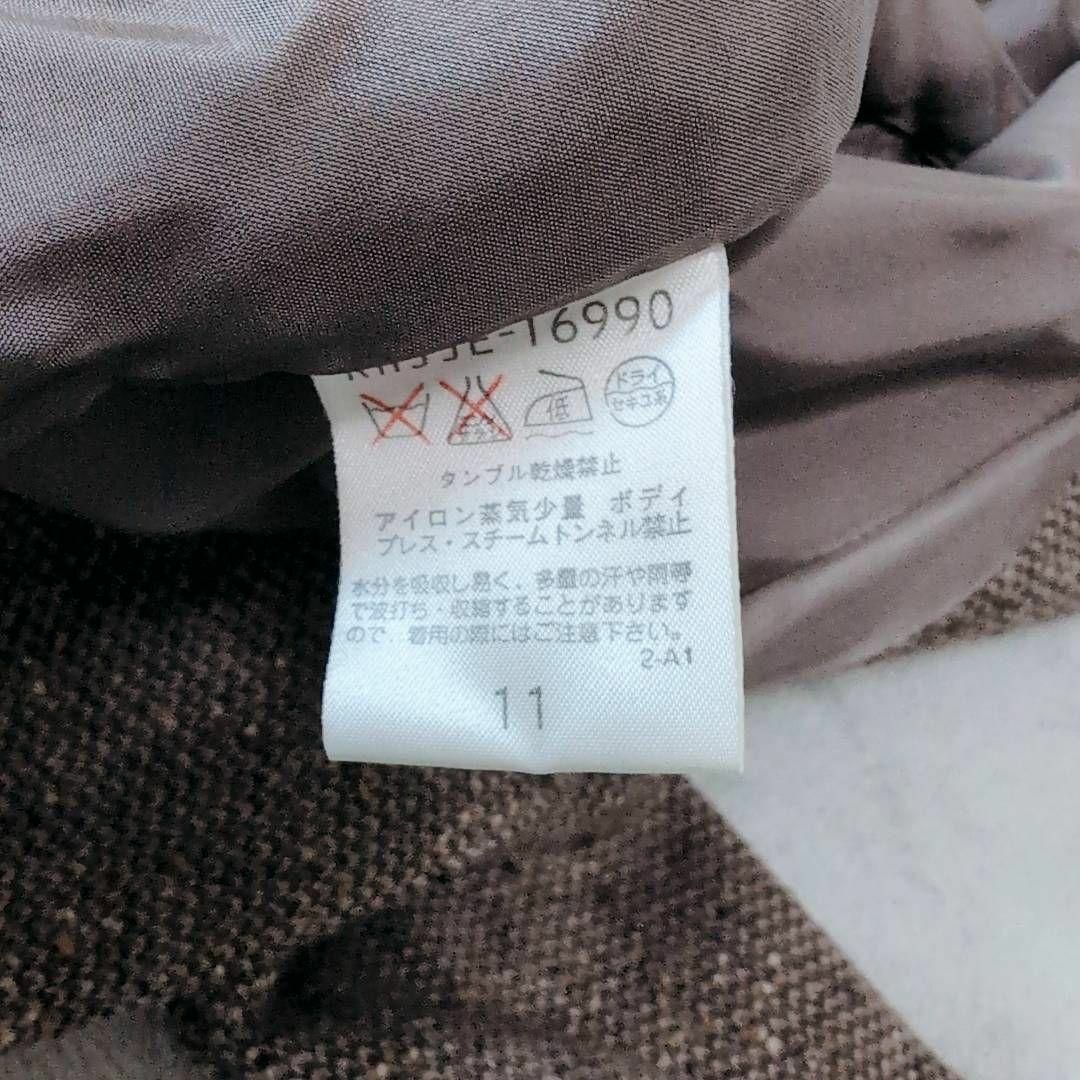 E-16990
低
ドライ
セキユ系
タンブル乾燥禁止
アイロン蒸気少量 ボディ
プレス・スチームトンネル禁止
水分を吸収し易く、多量の汗や雨等
で波打ち・収縮することがあります
ので 着用の際にはご注意下さい。
2-A1
11